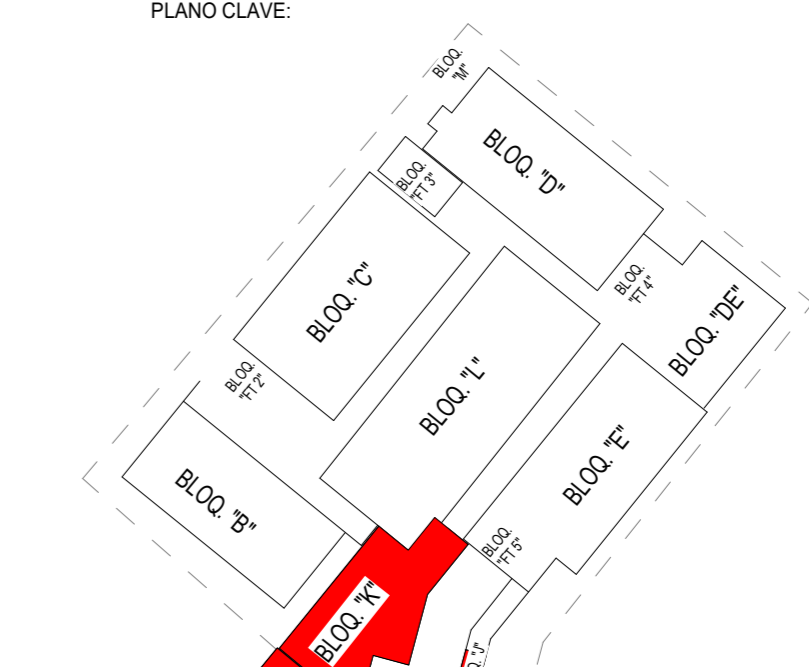 PLANO CLAVE:
BLOQ.
"M"
BLOQ. "D"
BLOQ.
"FT 3"
BLOQ. "C"
BLOQ.
"FT 4"
BLOQ. "DE"
BLOQ.
"FT 2"
BLOQ. "L"
BLOQ. "E"
BLOQ. "B"
BLOQ.
"FT 5"
BLOQ. "K"
Q. "J"